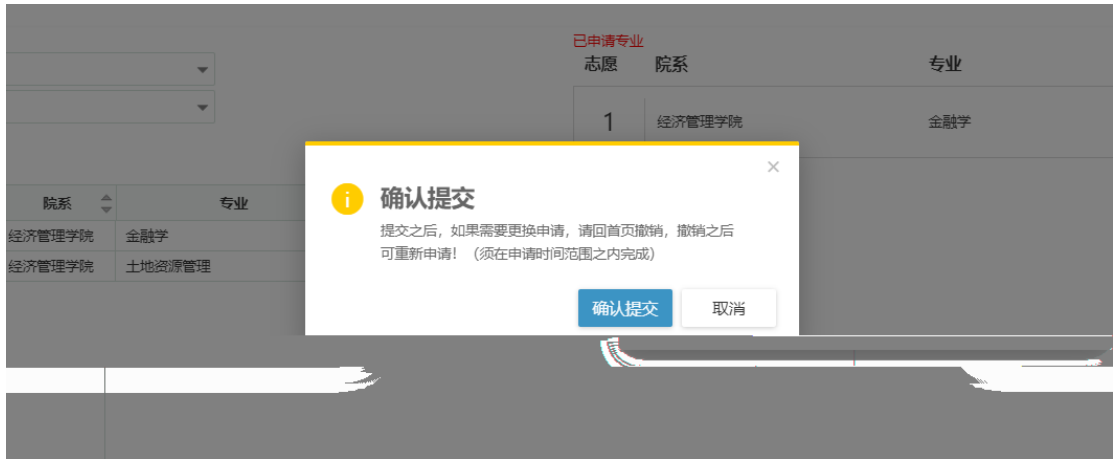 已申请专业
志愿 院系 专业
1 经济管理学院 金融学
院系 专业
经济管理学院 金融学
经济管理学院 土地资源管理
确认提交
提交之后，如果需要更换申请，请回首页撤销，撤销之后
可重新申请！（须在申请时间范围之内完成）
确认提交 取消